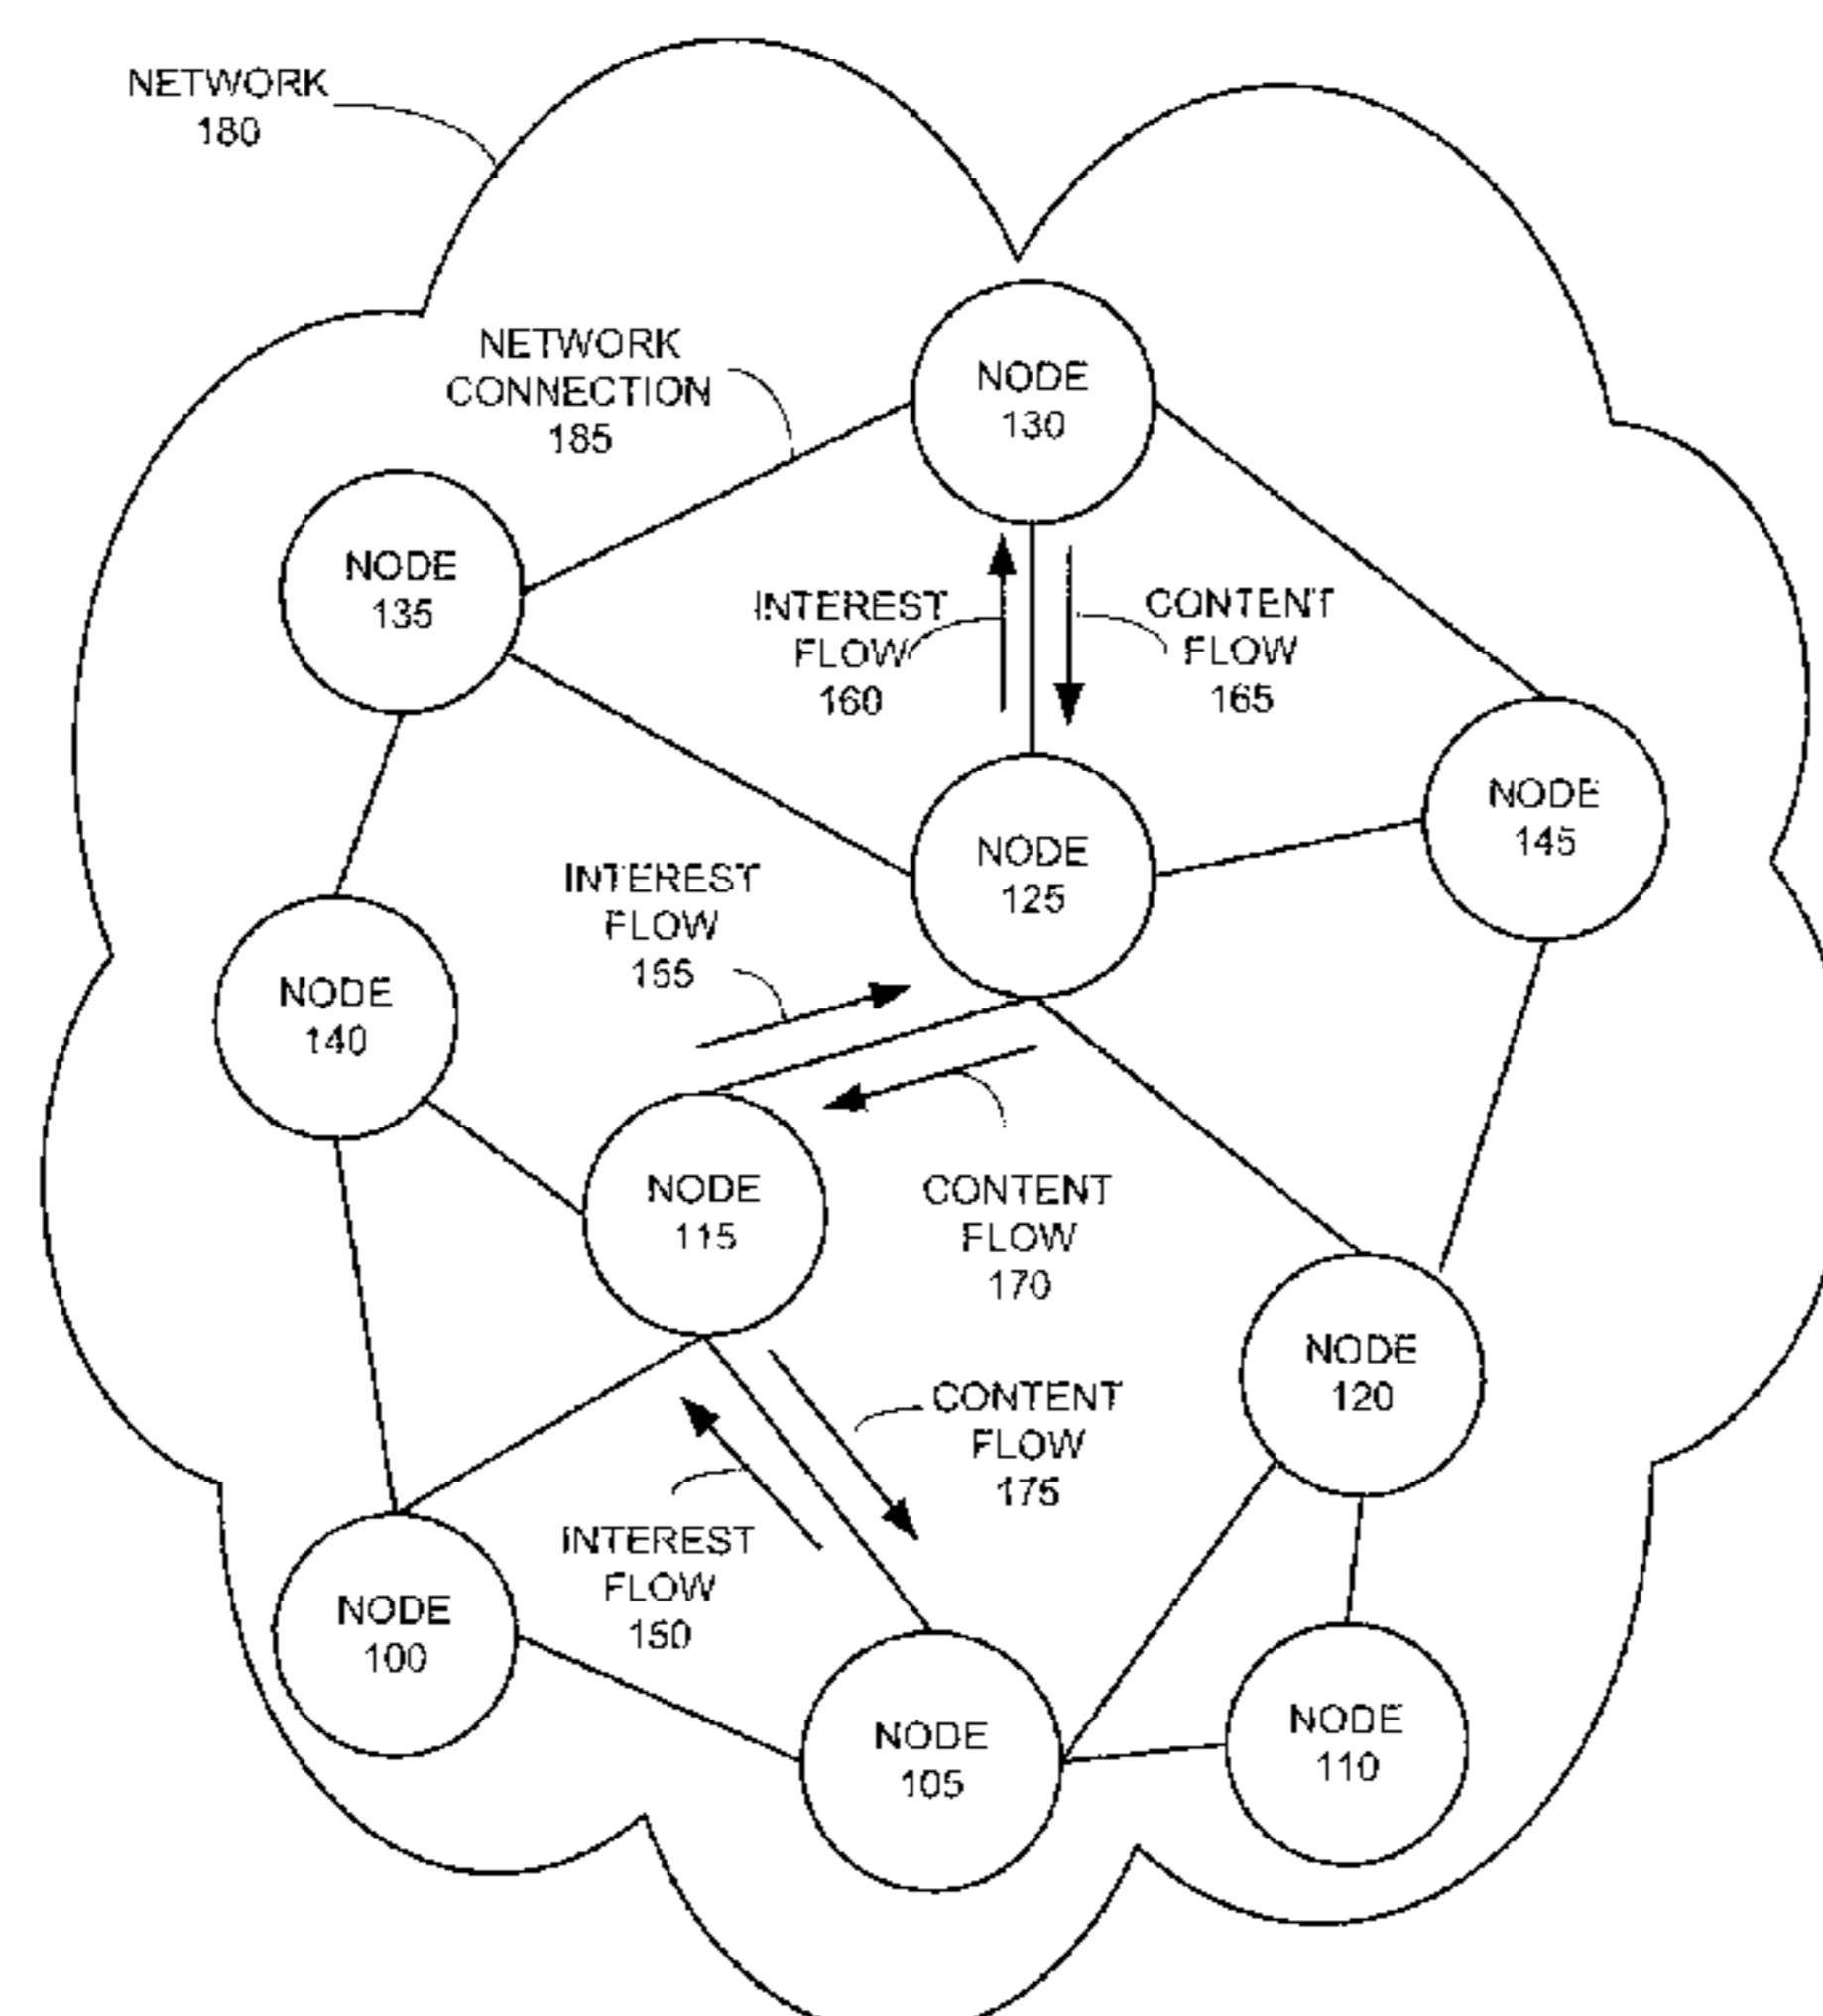 NETWORK
180
NETWORK
CONNECTION
185
NODE
130
NODE
135
INTEREST
FLOW
160
CONTENT
FLOW
165
NODE
145
NODE
125
INTEREST
FLOW
155
NODE
140
NODE
115
CONTENT
FLOW
170
NODE
120
CONTENT
FLOW
175
INTEREST
FLOW
150
NODE
100
NODE
105
NODE
110